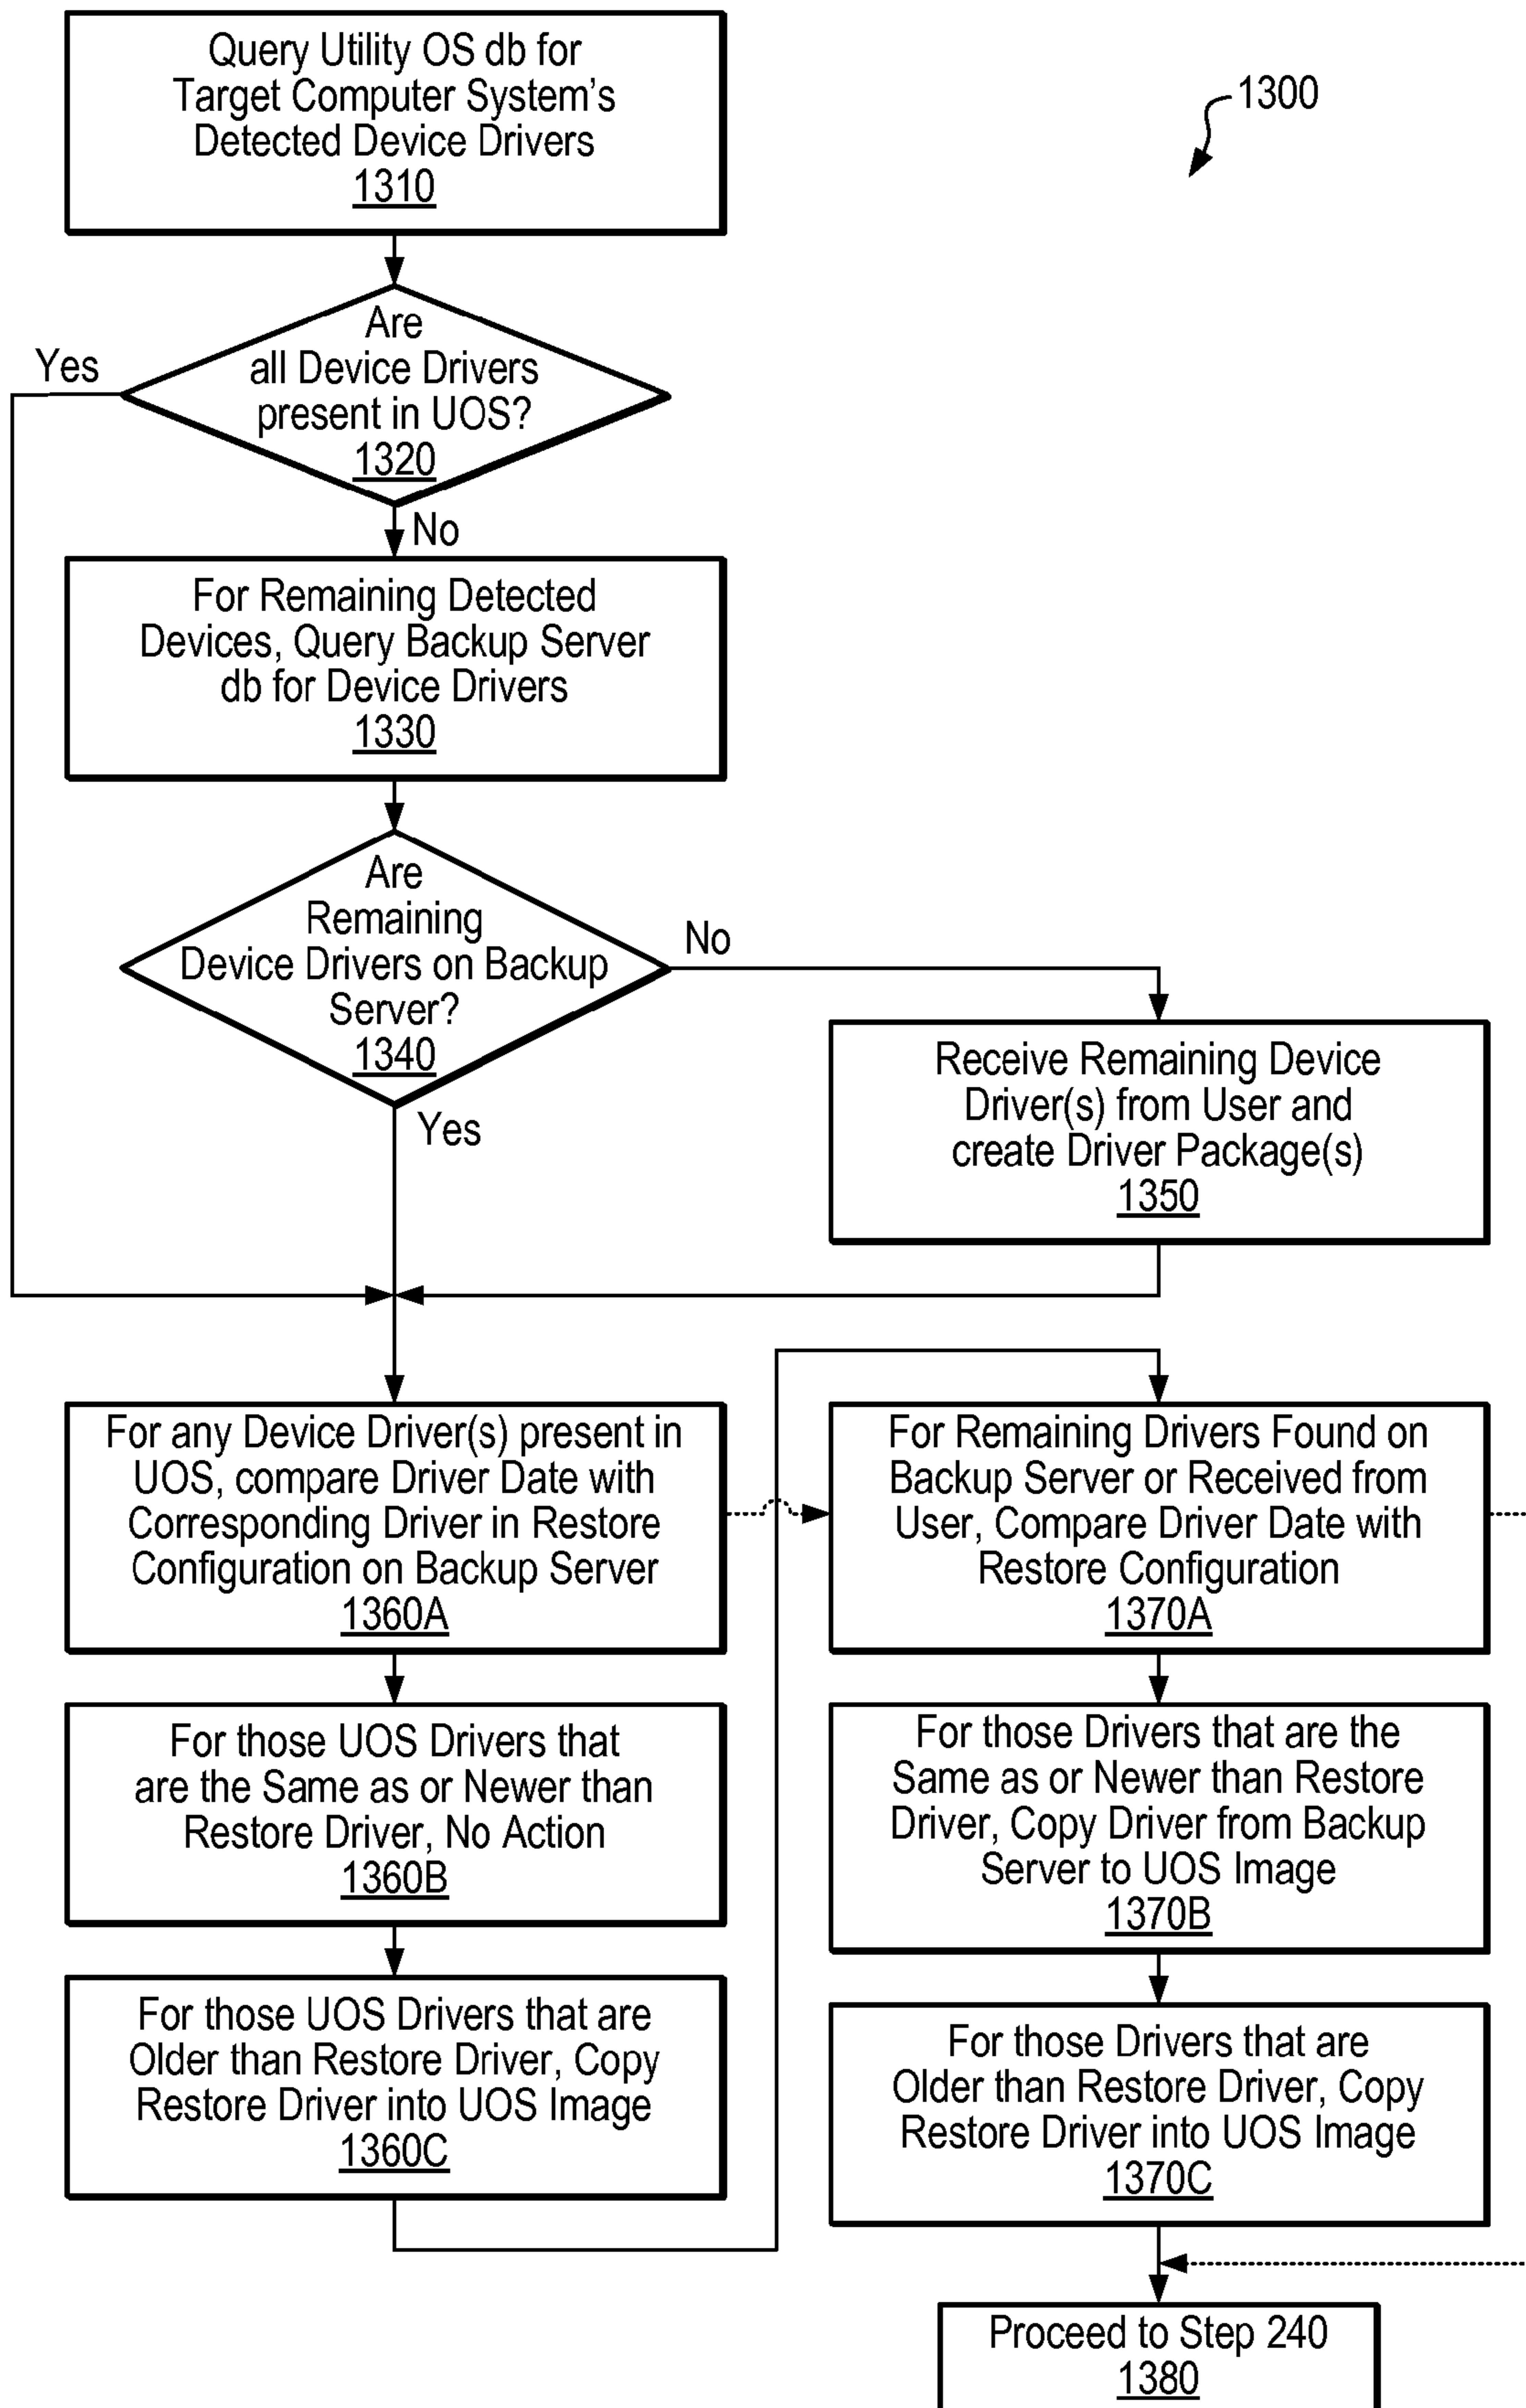 Query Utility OS db for
Target Computer System's
Detected Device Drivers
1310
1300
Are
all Device Drivers
present in UOS?
1320
Yes
No
For Remaining Detected
Devices, Query Backup Server
db for Device Drivers
1330
Are
Remaining
Device Drivers on Backup
Server?
1340
No
Yes
Receive Remaining Device
Driver(s) from User and
create Driver Package(s)
1350
For any Device Driver(s) present in
UOS, compare Driver Date with
Corresponding Driver in Restore
Configuration on Backup Server
1360A
For those UOS Drivers that
are the Same as or Newer than
Restore Driver, No Action
1360B
For those UOS Drivers that are
Older than Restore Driver, Copy
Restore Driver into UOS Image
1360C
For Remaining Drivers Found on
Backup Server or Received from
User, Compare Driver Date with
Restore Configuration
1370A
For those Drivers that are the
Same as or Newer than Restore
Driver, Copy Driver from Backup
Server to UOS Image
1370B
For those Drivers that are
Older than Restore Driver, Copy
Restore Driver into UOS Image
1370C
Proceed to Step 240
1380